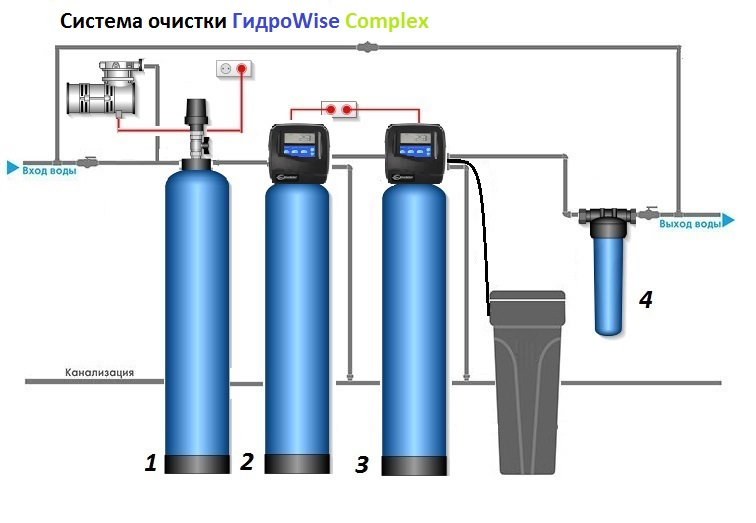 Система очистки ГидроWise Complex
Вход воды
Выход воды
4
Канализация
1
2
3